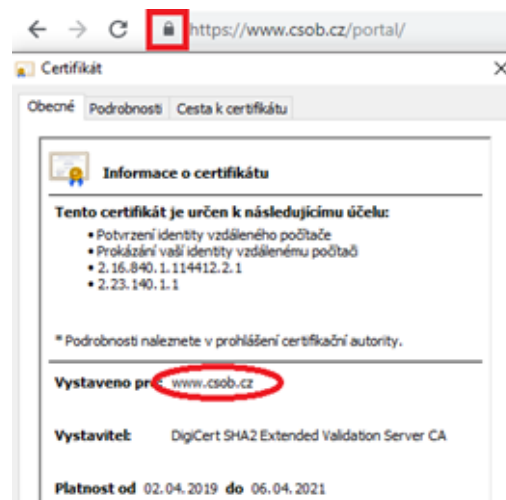 https://www.csob.cz/portal/
Certifikát
Obecné Podrobnosti Cesta k certifikátu
Informace o certifikátu
Tento certifikát je určen k následujícímu účelu:
• Potvrzení identity vzdáleného počítače
• Prokázání vaší identity vzdálenému počítači
• 2.16.840.1.114412.2.1
• 2.23.140.1.1
* Podrobnosti naleznete v prohlášení certifikační autority.
Vystaveno pro: www.csob.cz
Vystavitel: DigiCert SHA2 Extended Validation Server CA
Platnost od 02.04.2019 do 06.04.2021